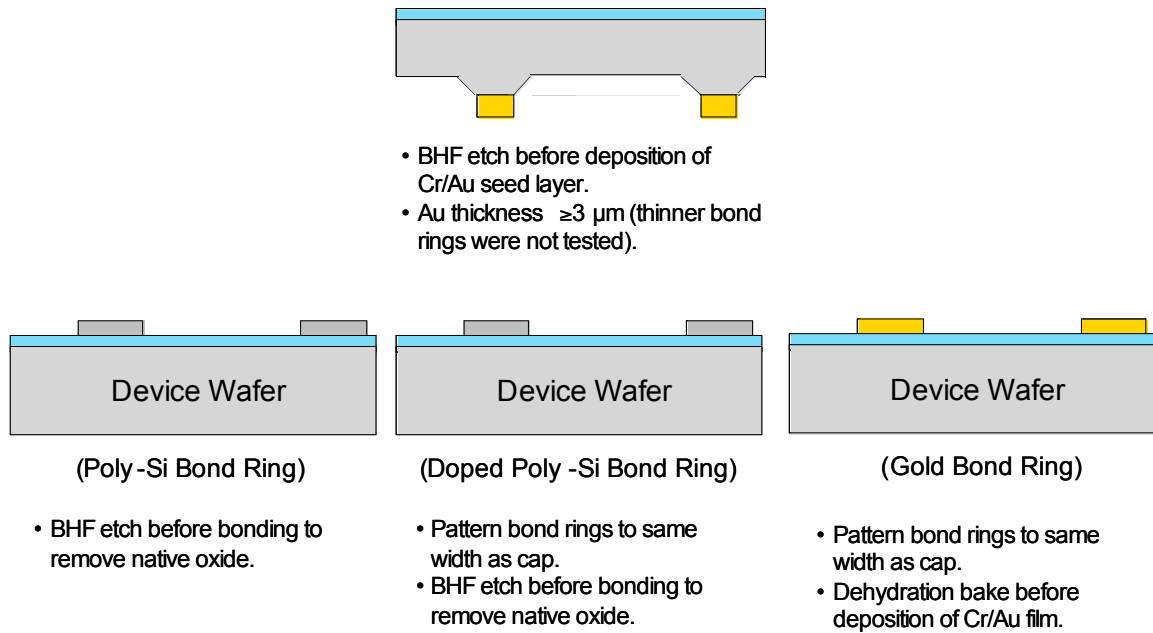 • BHF etch before deposition of
Cr/Au seed layer.
• Au thickness ≥3 µm (thinner bond
rings were not tested).
Device Wafer
Device Wafer
Device Wafer
(Poly-Si Bond Ring)
(Doped Poly-Si Bond Ring)
(Gold Bond Ring)
• BHF etch before bonding to
remove native oxide.
• Pattern bond rings to same
width as cap.
• BHF etch before bonding to
remove native oxide.
• Pattern bond rings to same
width as cap.
• Dehydration bake before
deposition of Cr/Au film.